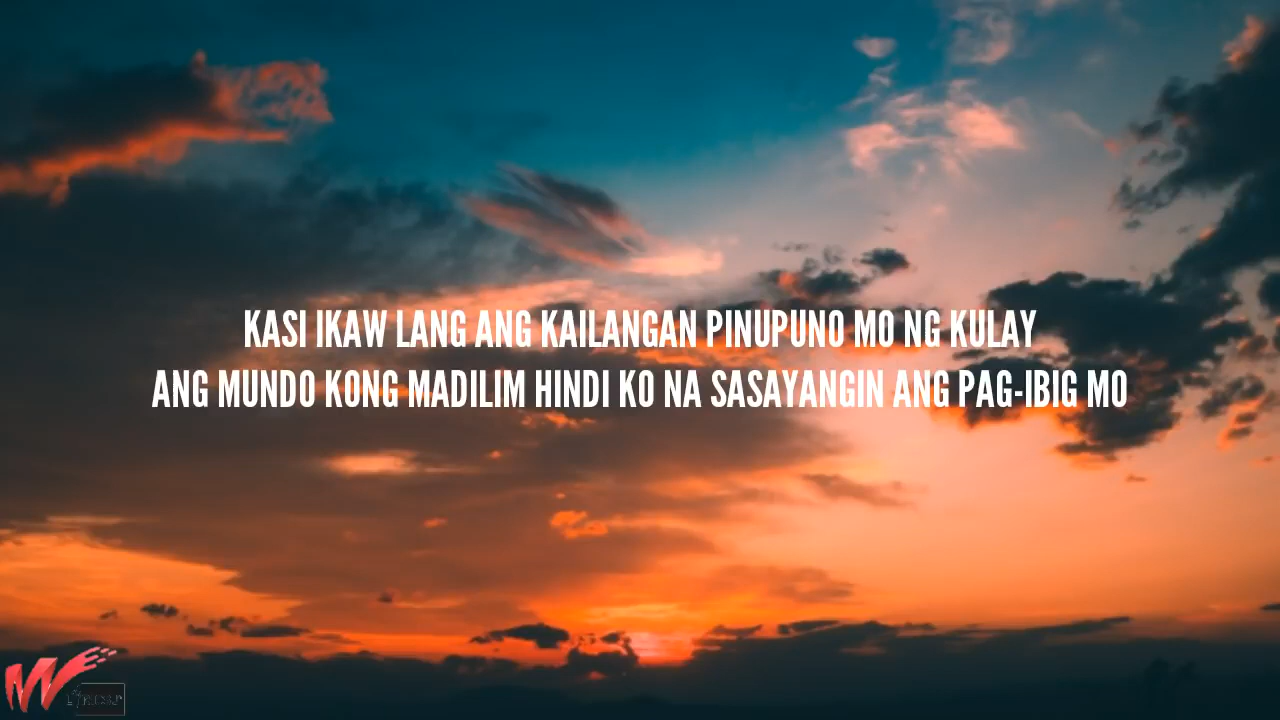 KASI IKAW LANG ANG KAILANGAN PINUPUNO MO NG KULAY
ANG MUNDO KONG MADILIM HINDI KO NA SASAYANGIN ANG PAG-IBIG MO